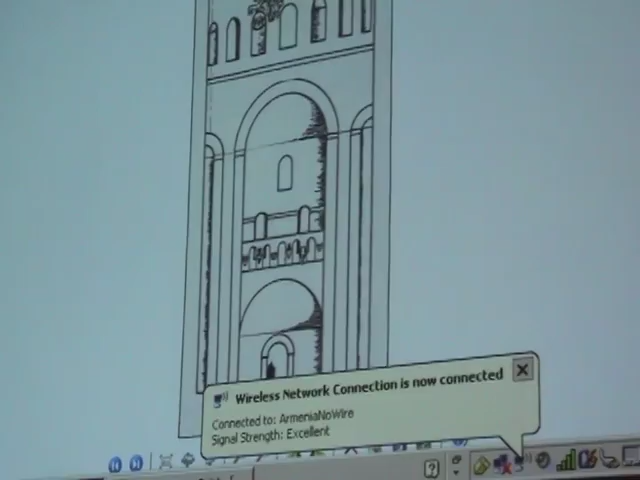 Wireless Network Connection is now connected
Connected to: ArmeniaNoWire
Signal Strength: Excellent